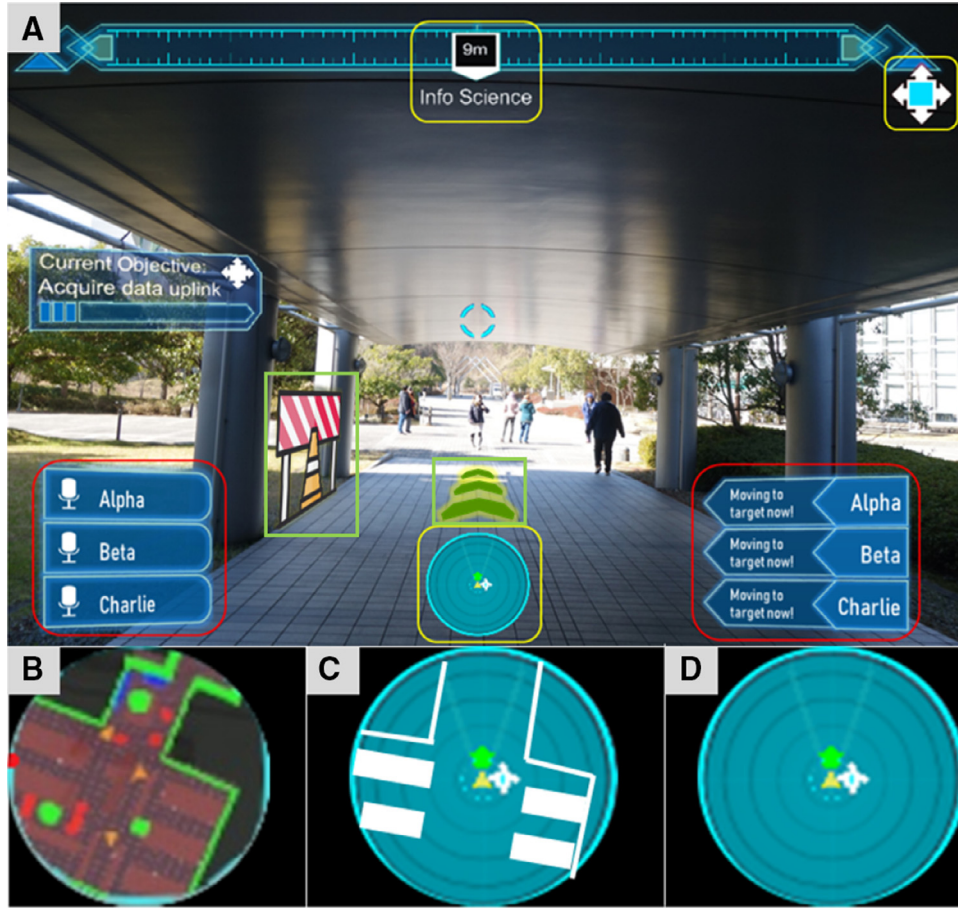 A
9m
Info Science
Current Objective:
Acquire data uplink
Alpha
Beta
Charlie
Moving to
target now!
Alpha
Moving to
target now!
Beta
Moving to
target now!
Charlie
B
C
D